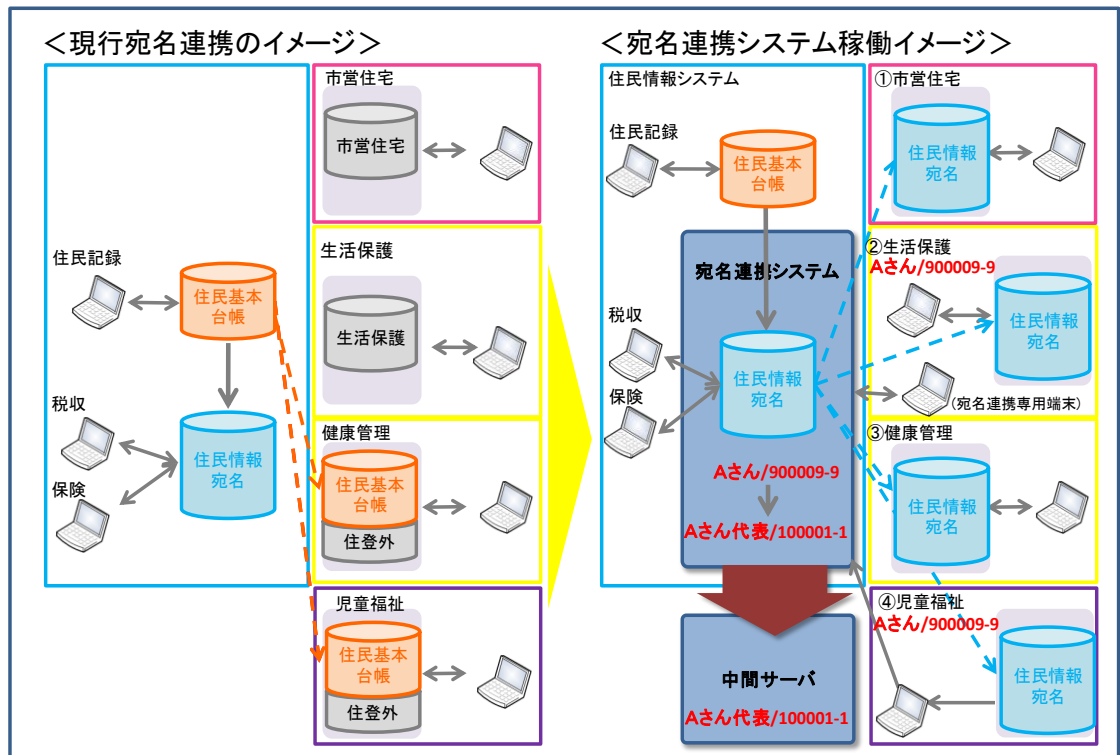 ＜現行宛名連携のイメージ＞
市営住宅
市営住宅
生活保護
住民記録
住民基本
台帳
生活保護
税収
健康管理
住民情報
宛名
住民基本
台帳
保険
住登外
児童福祉
住民基本
台帳
住登外
＜宛名連携システム稼働イメージ＞
住民情報システム
①市営住宅
住民記録
住民基本
台帳
住民情報
宛名
宛名連携システム
②生活保護
Aさん/900009-9
税収
住民情報
宛名
住民情報
宛名
保険
(宛名連携専用端末)
③健康管理
Aさん/900009-9
住民情報
宛名
Aさん代表/100001-1
④児童福祉
Aさん/900009-9
住民情報
宛名
中間サーバ
Aさん代表/100001-1